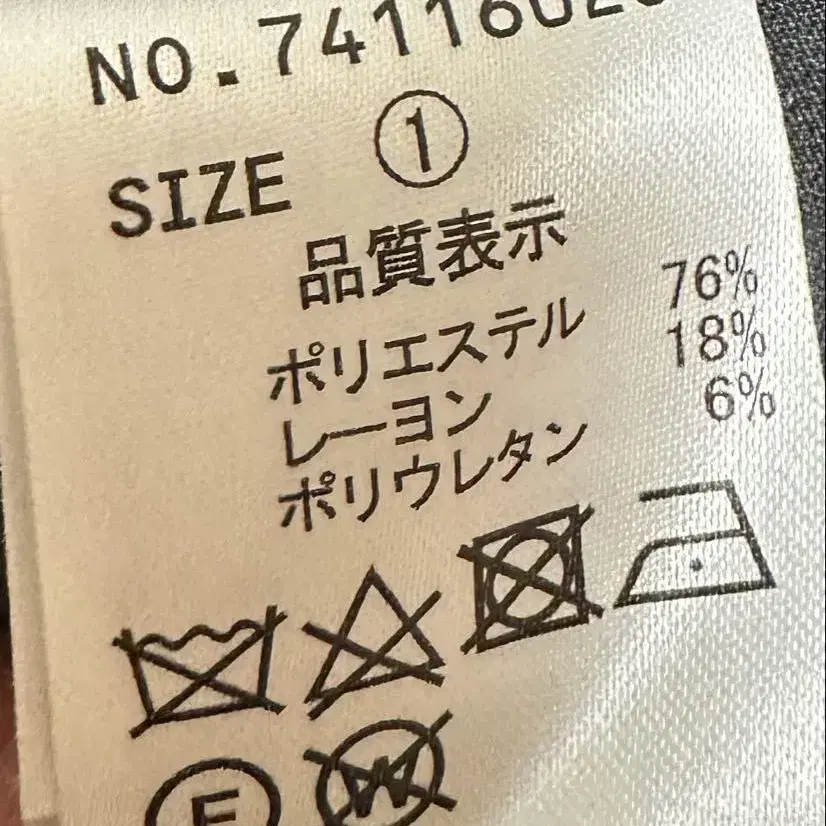 NO.7411602
SIZE ①
品質表示
ポリエステル 76%
レーヨン 18%
ポリウレタン 6%
W